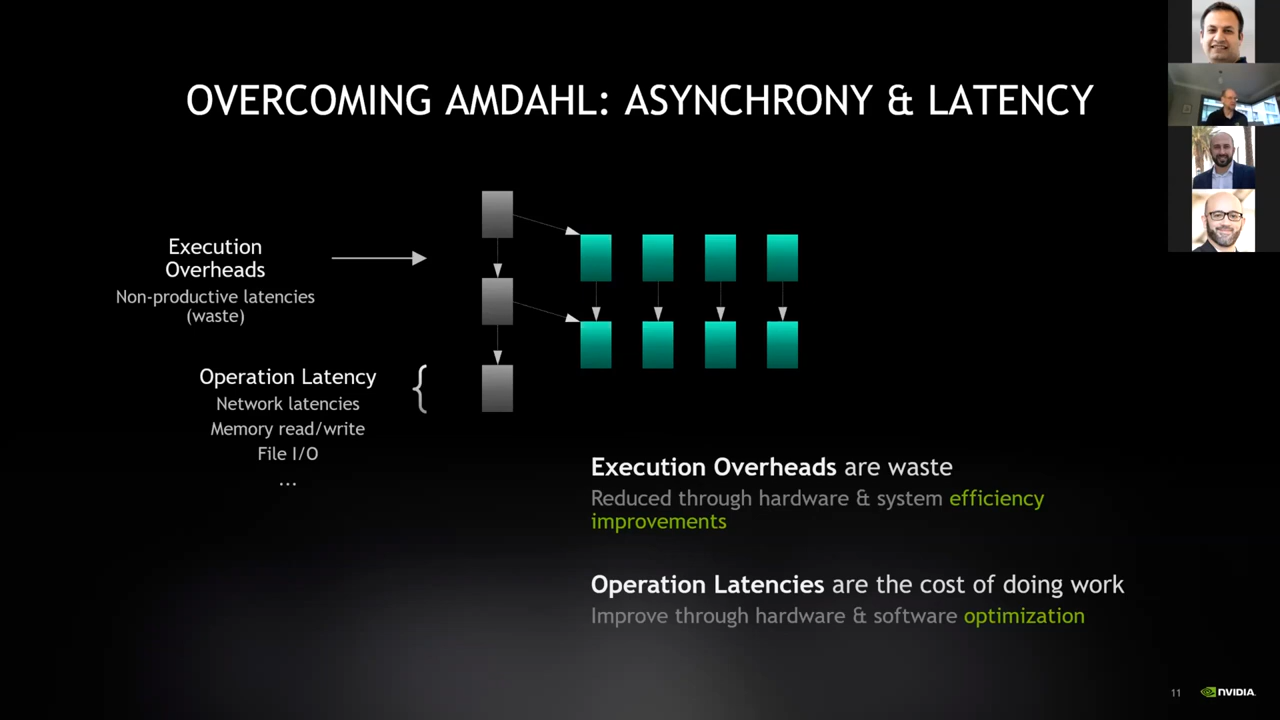 OVERCOMING AMDAHL: ASYNCHRONY & LATENCY
Execution
Overheads
Non-productive latencies
(waste)
Operation Latency
Network latencies
Memory read/write
File I/O
...
Execution Overheads are waste
Reduced through hardware & system efficiency
improvements
Operation Latencies are the cost of doing work
Improve through hardware & software optimization
11
NVIDIA.